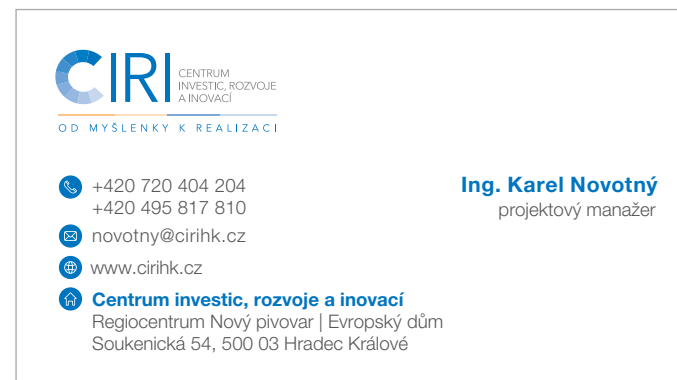 CIRI
CENTRUM
INVESTIC, ROZVOJE
A INOVACÍ
OD MYŠLENKY K REALIZACI
+420 720 404 204
+420 495 817 810
novotny@cirihk.cz
www.cirihk.cz
Centrum investic, rozvoje a inovací
Regiocentrum Nový pivovar | Evropský dům
Soukenická 54, 500 03 Hradec Králové
Ing. Karel Novotný
projektový manažer